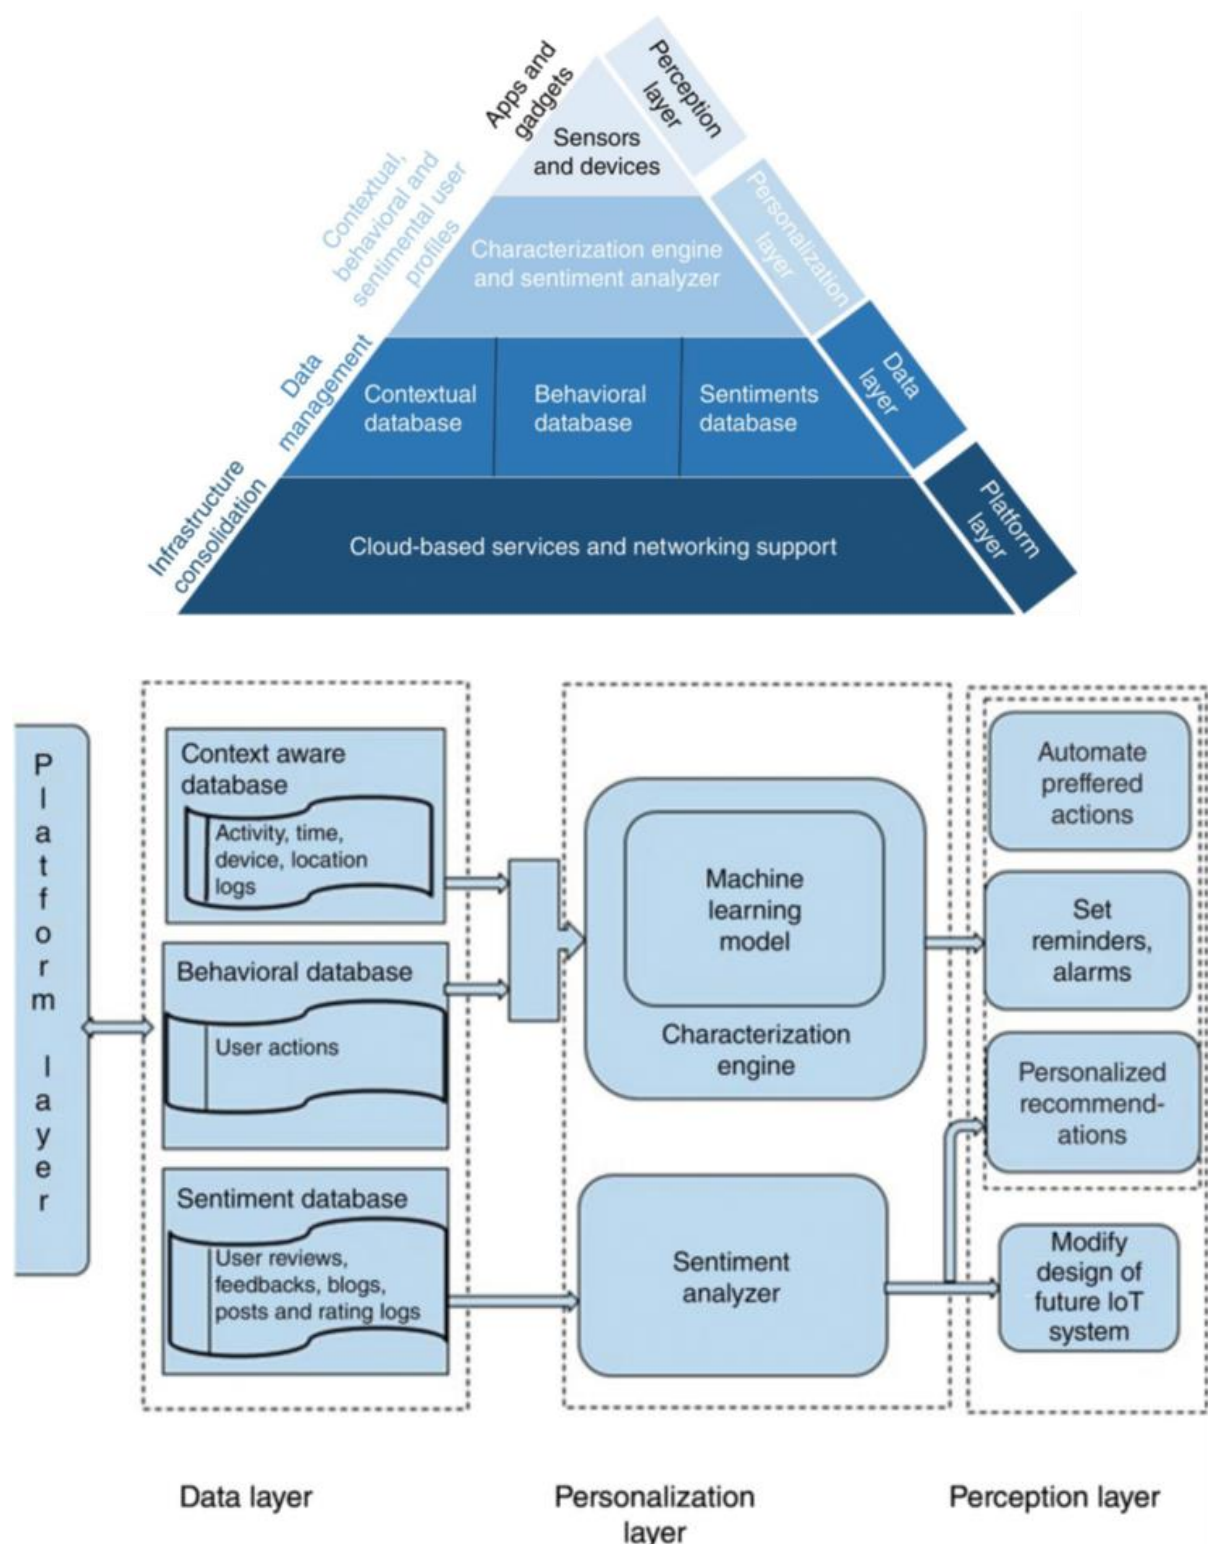 Apps and
gadgets
Perception
layer
Sensors
and devices
Contextual,
behavioral and
sentimental user
profiles
Personalization
layer
Characterization engine
and sentiment analyzer
Data
management
Data
layer
Contextual
database
Behavioral
database
Sentiments
database
Infrastructure
consolidation
Platform
layer
Cloud-based services and networking support
Platform layer
Context aware
database
Activity, time,
device, location
logs
Behavioral database
User actions
Sentiment database
User reviews,
feedbacks, blogs,
posts and rating logs
Machine
learning
model
Characterization
engine
Sentiment
analyzer
Automate
preffered
actions
Set
reminders,
alarms
Personalized
recommend-
ations
Modify
design of
future IoT
system
Data layer
Personalization
layer
Perception layer